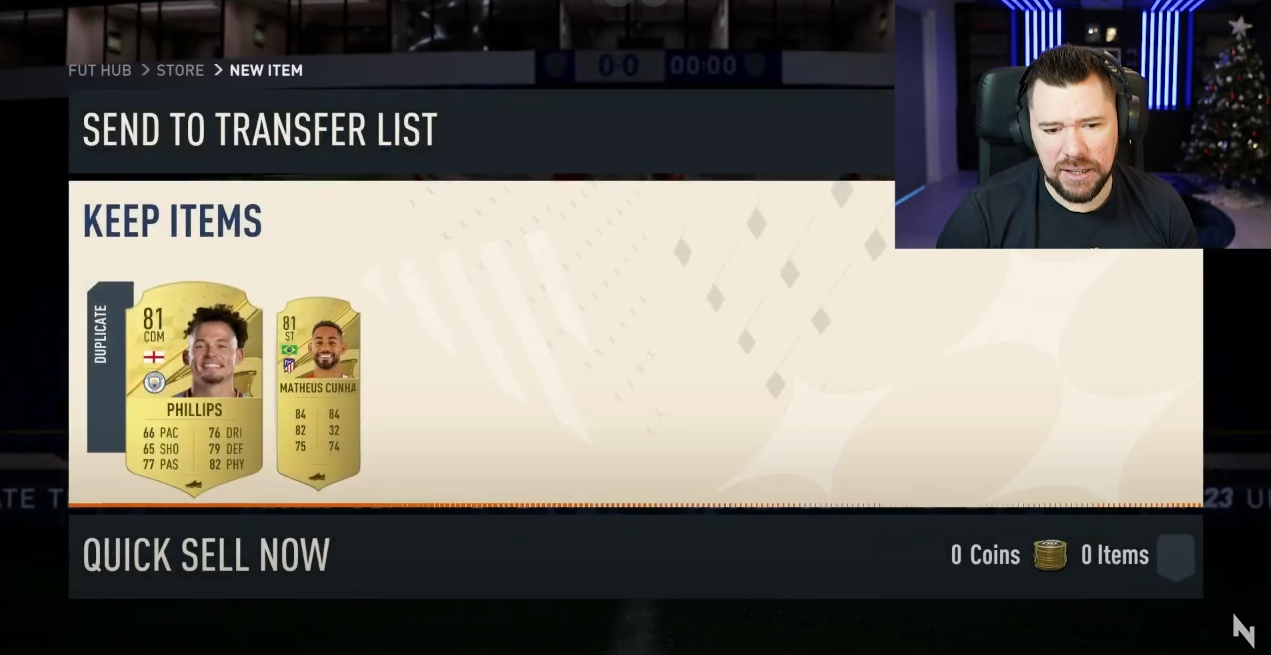 0-0 00:00
FUT HUB > STORE > NEW ITEM
SEND TO TRANSFER LIST
KEEP ITEMS
DUPLICATE
81
CDM
PHILLIPS
66 PAC 76 DRI
65 SHO 79 DEF
77 PAS 82 PHY
81
ST
MATHEUS CUNHA
84 84
82 32
75 74
ATE T
23 U
QUICK SELL NOW
0 Coins 0 Items
N